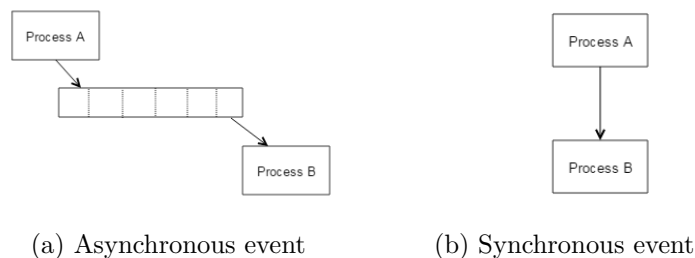 Process A
Process A
Process B
Process B
(a) Asynchronous event
(b) Synchronous event